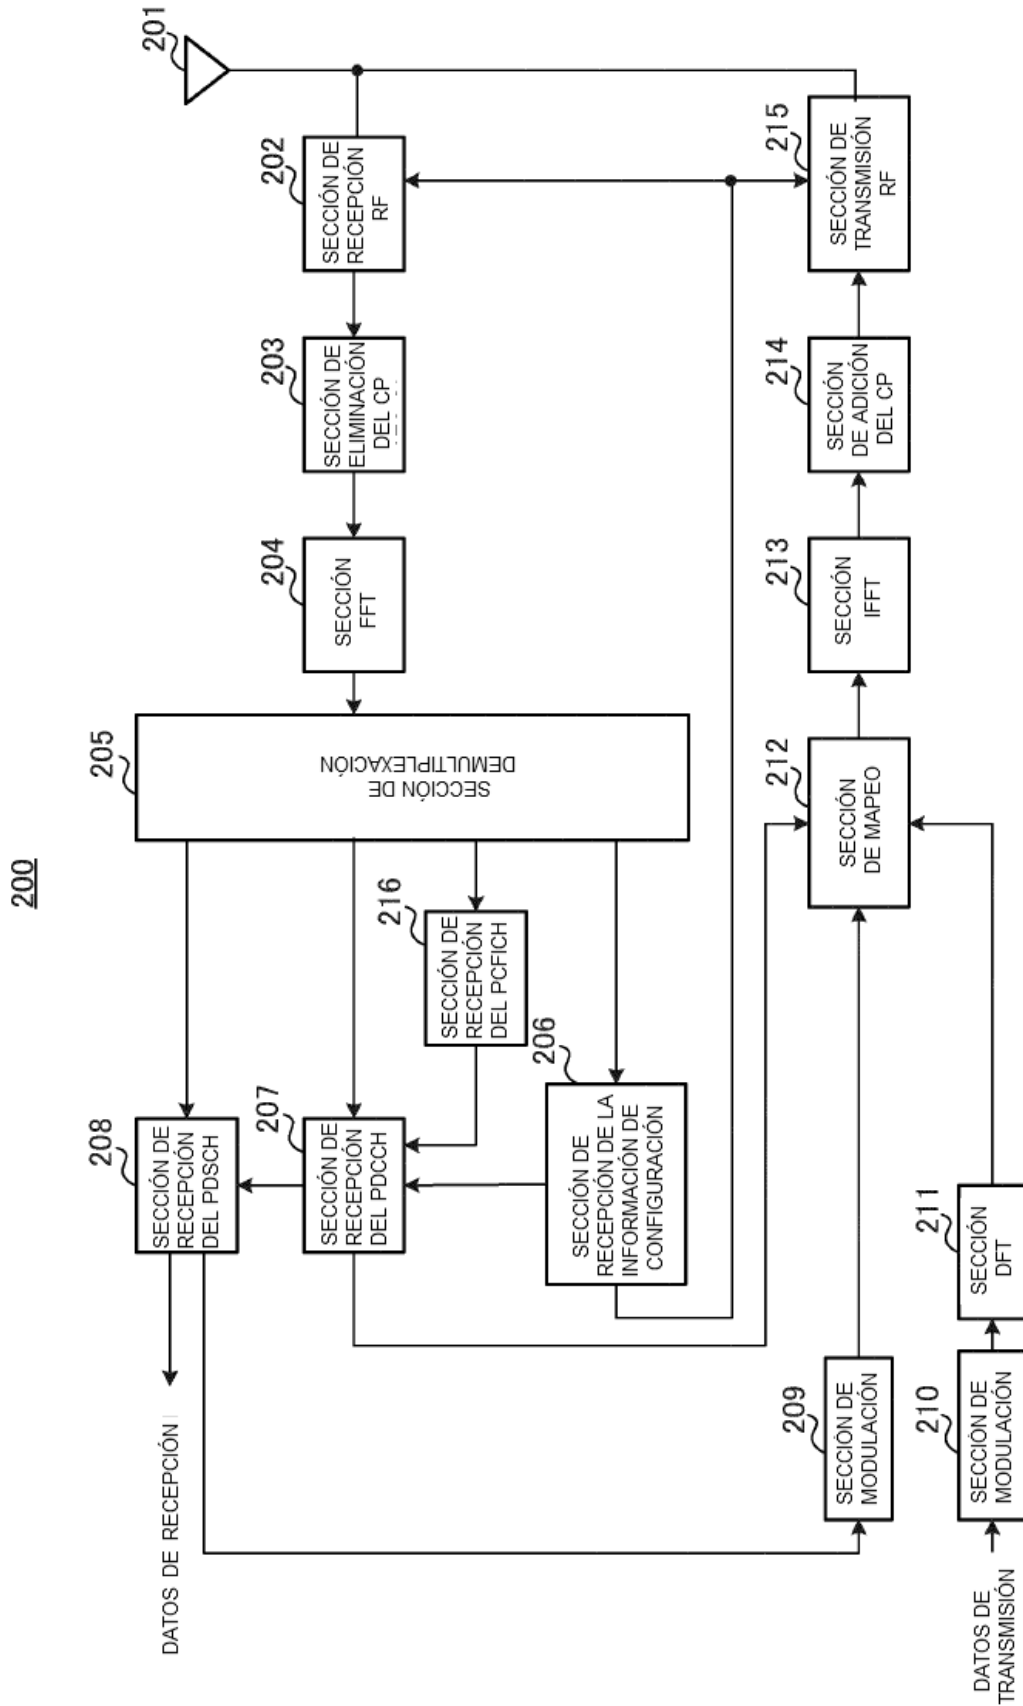 200
201
202
SECCIÓN DE
RECEPCIÓN
RF
203
SECCIÓN DE
ELIMINACIÓN
DEL CP
204
SECCIÓN
FFT
205
SECCIÓN DE
DEMULTIPLEXACIÓN
216
SECCIÓN DE
RECEPCIÓN
DEL PCFICH
206
SECCIÓN DE
RECEPCIÓN DE LA
INFORMACIÓN DE
CONFIGURACIÓN
207
SECCIÓN DE
RECEPCIÓN
DEL PDCCH
208
SECCIÓN DE
RECEPCIÓN
DEL PDSCH
DATOS DE RECEPCIÓN
209
SECCIÓN DE
MODULACIÓN
210
SECCIÓN DE
MODULACIÓN
DATOS DE
TRANSMISIÓN
211
SECCIÓN
DFT
212
SECCIÓN
DE MAPEO
213
SECCIÓN
IFFT
214
SECCIÓN
DE ADICIÓN
DEL CP
215
SECCIÓN DE
TRANSMISIÓN
RF